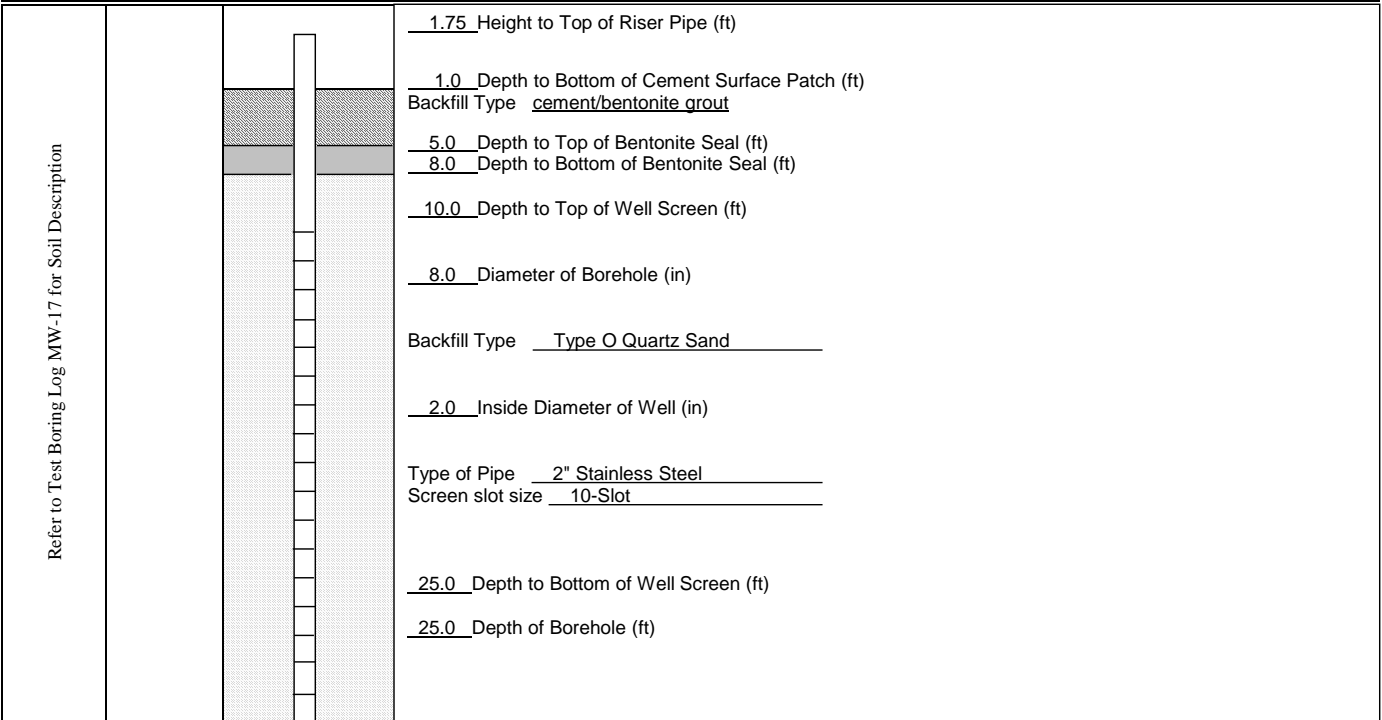 Refer to Test Boring Log MW-17 for Soil Description
1.75 Height to Top of Riser Pipe (ft)
1.0 Depth to Bottom of Cement Surface Patch (ft)
Backfill Type cement/bentonite grout
5.0 Depth to Top of Bentonite Seal (ft)
8.0 Depth to Bottom of Bentonite Seal (ft)
10.0 Depth to Top of Well Screen (ft)
8.0 Diameter of Borehole (in)
Backfill Type Type O Quartz Sand
2.0 Inside Diameter of Well (in)
Type of Pipe 2" Stainless Steel
Screen slot size 10-Slot
25.0 Depth to Bottom of Well Screen (ft)
25.0 Depth of Borehole (ft)